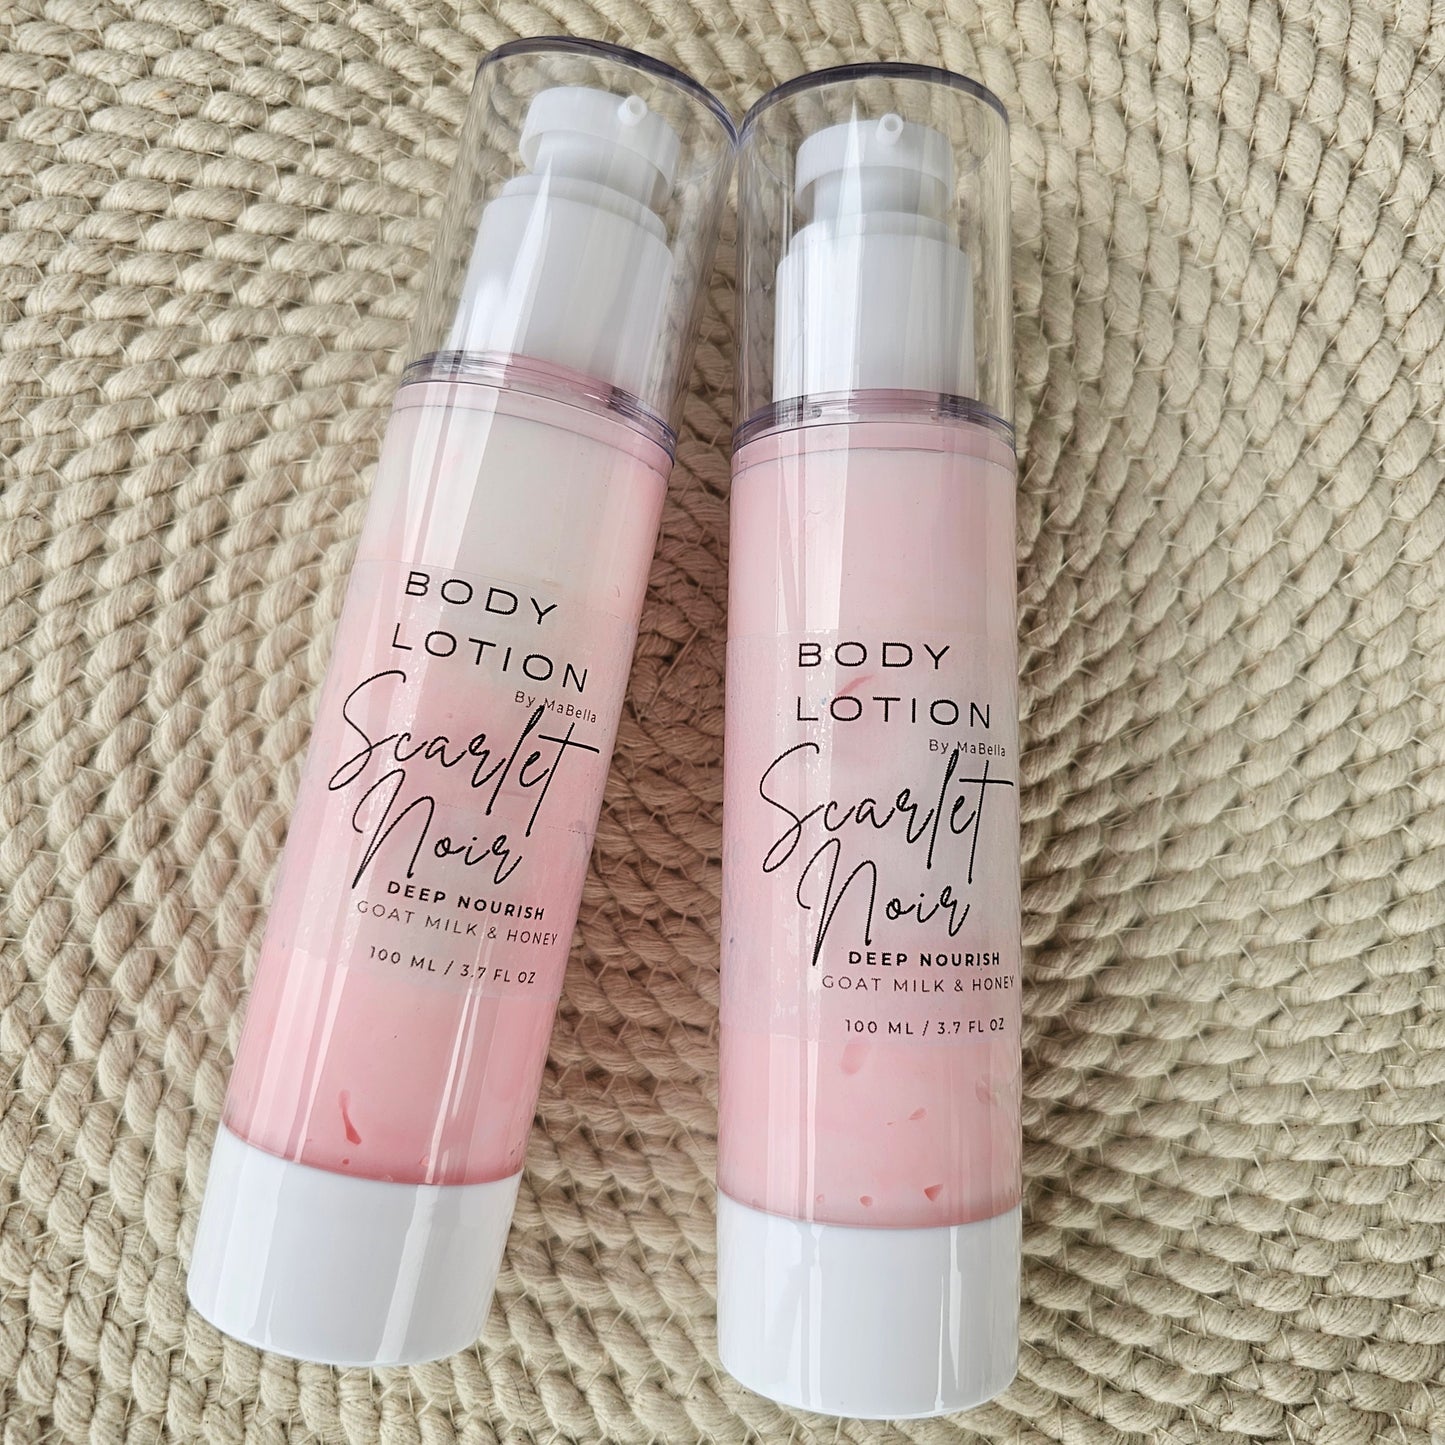 BODY
LOTION
By MaBella
Scarlet
Noir
DEEP NOURISH
GOAT MILK & HONEY
100 ML / 3.7 FL OZ
BODY
LOTION
By MaBella
Scarlet
Noir
DEEP NOURISH
GOAT MILK & HONEY
100 ML / 3.7 FL OZ